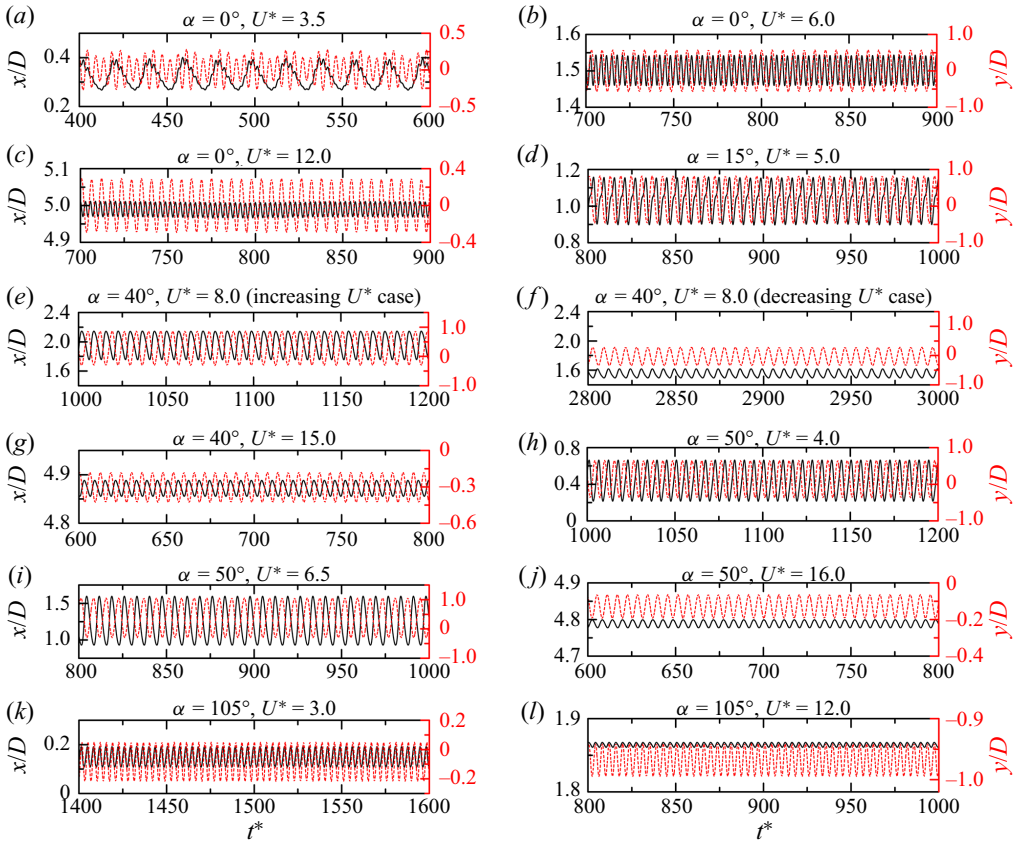 (a) α = 0°, U* = 3.5
x/D
0.4
0.2
0.5
0
–0.5
400 450 500 550 600
(b) α = 0°, U* = 6.0
1.6
1.5
1.4
1.0
0
–1.0
y/D
700 750 800 850 900
(c) α = 0°, U* = 12.0
x/D
5.1
5.0
4.9
0.4
0
–0.4
700 750 800 850 900
(d) α = 15°, U* = 5.0
1.2
1.0
0.8
1.0
0
–1.0
y/D
800 850 900 950 1000
(e) α = 40°, U* = 8.0 (increasing U* case)
x/D
2.4
2.0
1.6
1.0
0
–1.0
1000 1050 1100 1150 1200
(f) α = 40°, U* = 8.0 (decreasing U* case)
2.4
2.0
1.6
1.0
0
–1.0
y/D
2800 2850 2900 2950 3000
(g) α = 40°, U* = 15.0
x/D
4.9
4.8
0
–0.3
–0.6
600 650 700 750 800
(h) α = 50°, U* = 4.0
0.8
0.4
0
1.0
0
–1.0
y/D
1000 1050 1100 1150 1200
(i) α = 50°, U* = 6.5
x/D
1.5
1.0
1.0
0
–1.0
800 850 900 950 1000
(j) α = 50°, U* = 16.0
4.9
4.8
4.7
0
–0.2
–0.4
y/D
600 650 700 750 800
(k) α = 105°, U* = 3.0
x/D
0.2
0
0.2
0
–0.2
1400 1450 1500 1550 1600
t*
(l) α = 105°, U* = 12.0
1.9
1.8
–0.9
–1.0
y/D
800 850 900 950 1000
t*